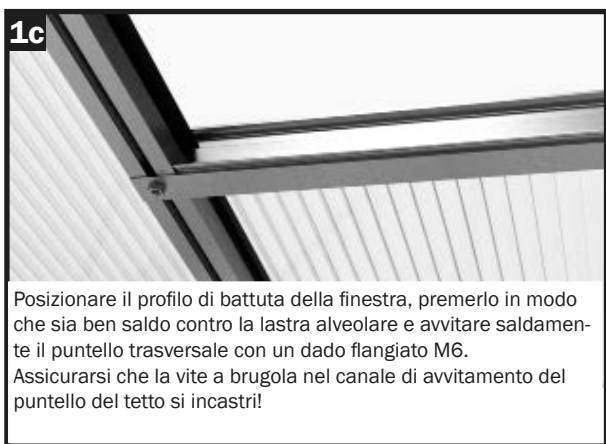 1c
Posizionare il profilo di battuta della finestra, premerlo in modo
che sia ben saldo contro la lastra alveolare e avvitare saldamen-
te il puntello trasversale con un dado flangiato M6.
Assicurarsi che la vite a brugola nel canale di avvitamento del
puntello del tetto si incastri!